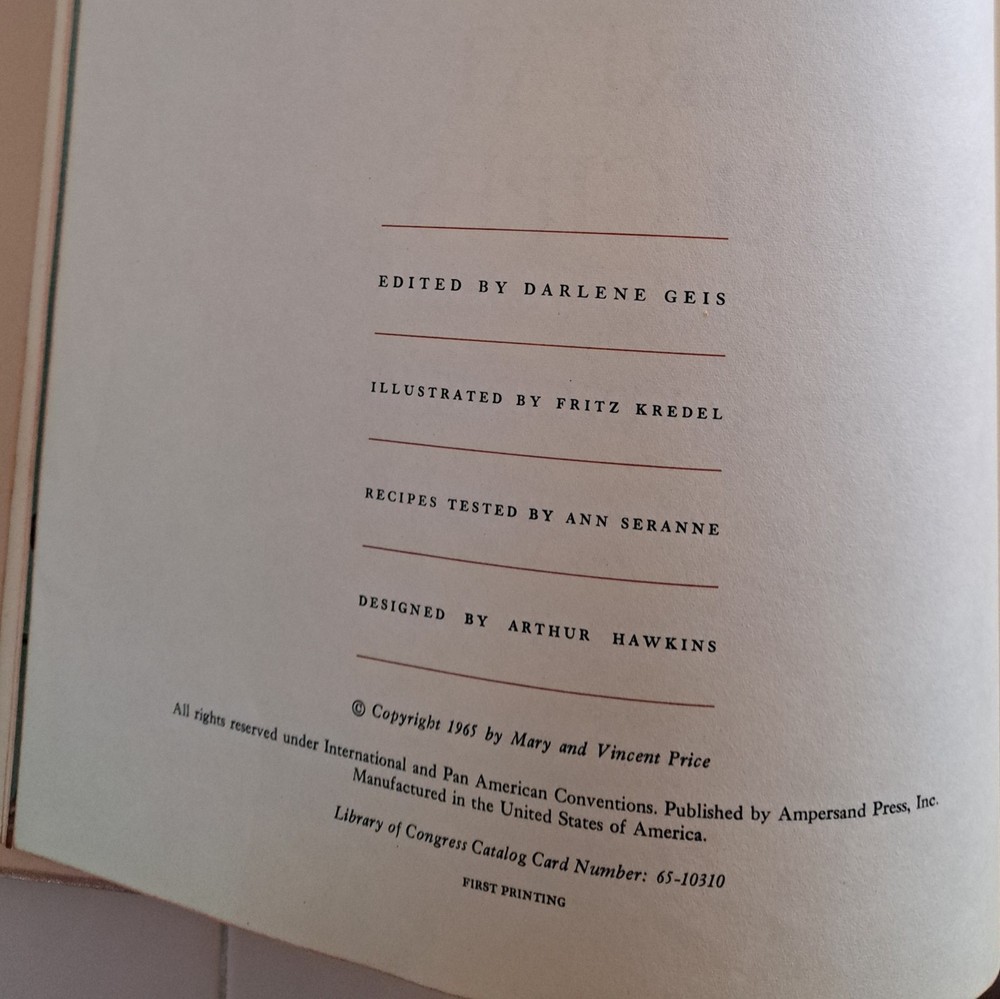 EDITED BY DARLENE GEIS
ILLUSTRATED BY FRITZ KREDEL
RECIPES TESTED BY ANN SERANNE
DESIGNED BY ARTHUR HAWKINS
© Copyright 1965 by Mary and Vincent Price
All rights reserved under International and Pan American Conventions. Published by Ampersand Press, Inc.
Manufactured in the United States of America.
Library of Congress Catalog Card Number: 65-10310
FIRST PRINTING